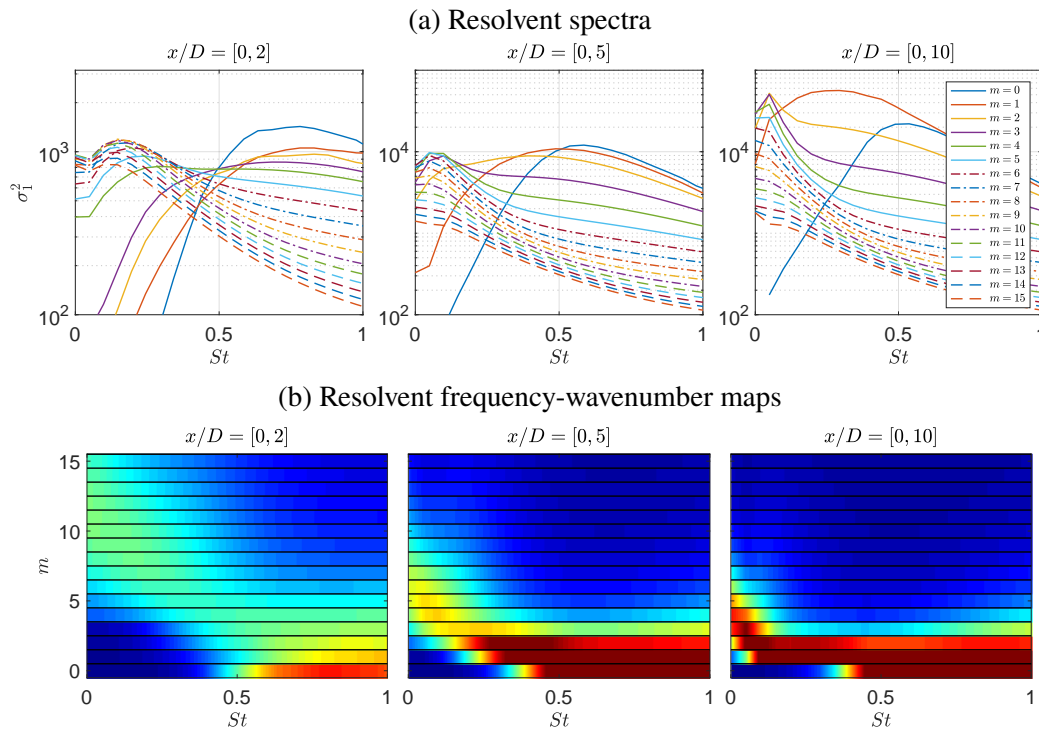 (a) Resolvent spectra
x/D = [0, 2]
x/D = [0, 5]
x/D = [0, 10]
σ₁²
10³
10²
0
0.5
1
St
10⁴
10²
0
0.5
1
St
10⁴
10²
0
0.5
1
St
m = 0
m = 1
m = 2
m = 3
m = 4
m = 5
m = 6
m = 7
m = 8
m = 9
m = 10
m = 11
m = 12
m = 13
m = 14
m = 15
(b) Resolvent frequency-wavenumber maps
x/D = [0, 2]
x/D = [0, 5]
x/D = [0, 10]
m
15
10
5
0
0
0.5
1
St
0
0.5
1
St
0
0.5
1
St